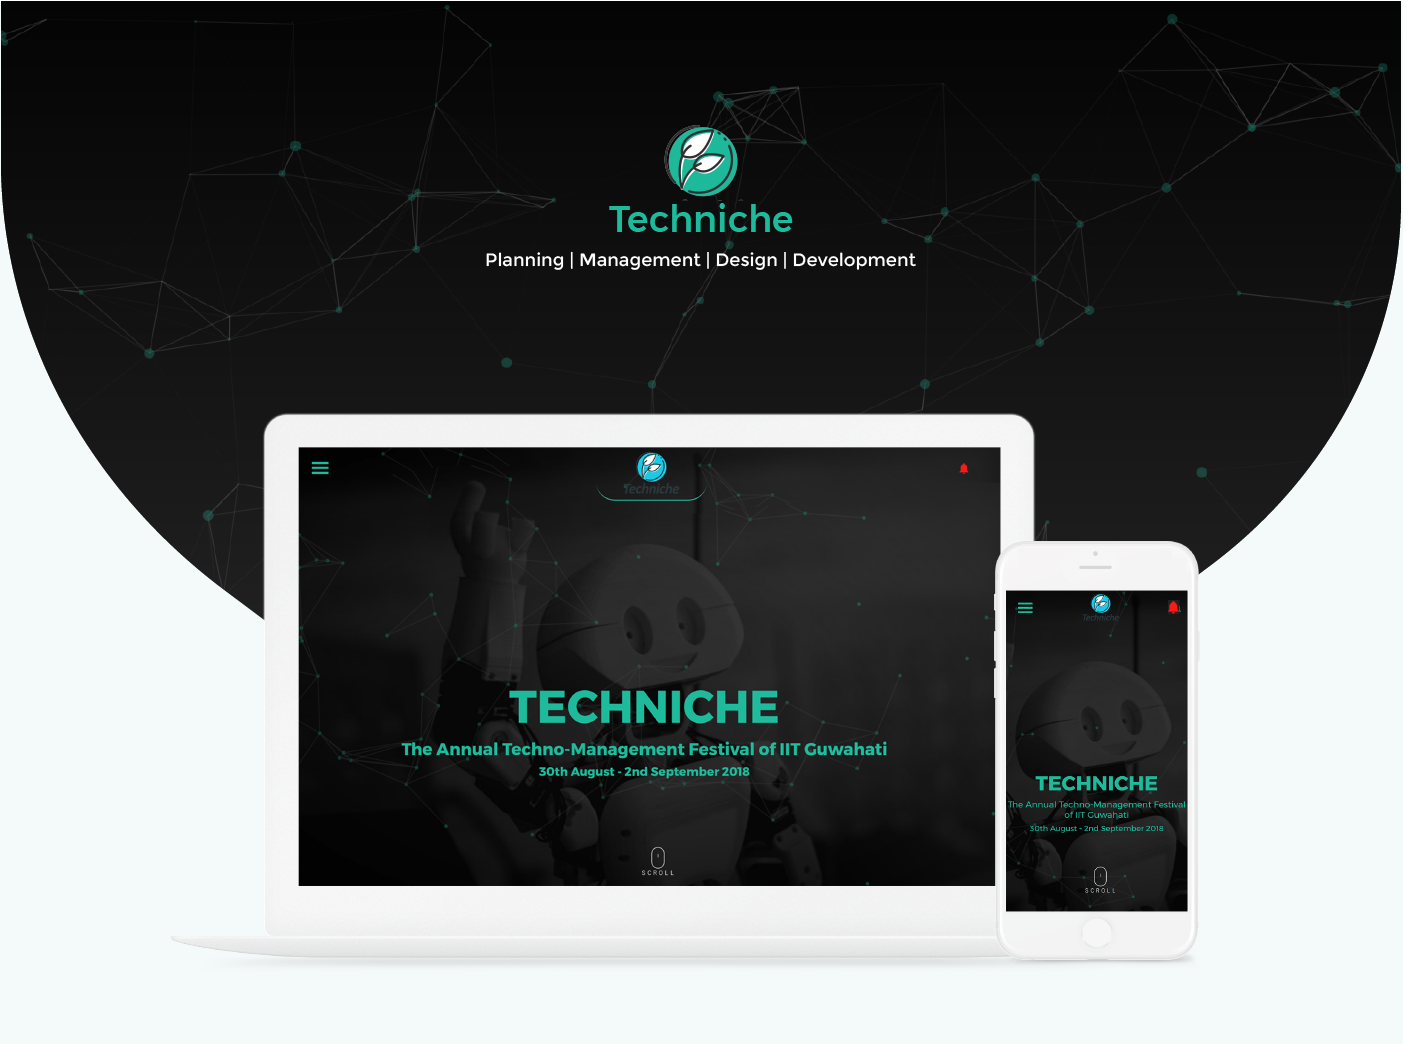 Techniche
Planning | Management | Design | Development
Techniche
TECHNICHE
The Annual Techno-Management Festival of IIT Guwahati
30th August - 2nd September 2018
SCROLL
Techniche
TECHNICHE
The Annual Techno-Management Festival
of IIT Guwahati
30th August - 2nd September 2018
SCROLL